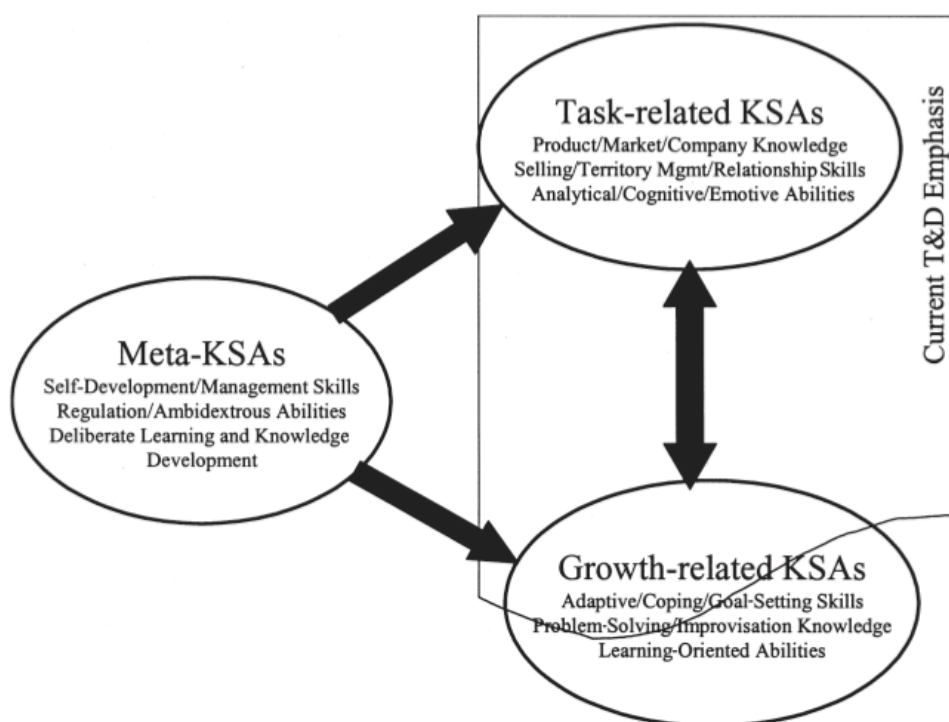 Task-related KSAs
Product/Market/Company Knowledge
Selling/Territory Mgmt/Relationship Skills
Analytical/Cognitive/Emotive Abilities
Current T&D Emphasis
Meta-KSAs
Self-Development/Management Skills
Regulation/Ambidextrous Abilities
Deliberate Learning and Knowledge
Development
Growth-related KSAs
Adaptive/Coping/Goal-Setting Skills
Problem-Solving/Improvisation Knowledge
Learning-Oriented Abilities